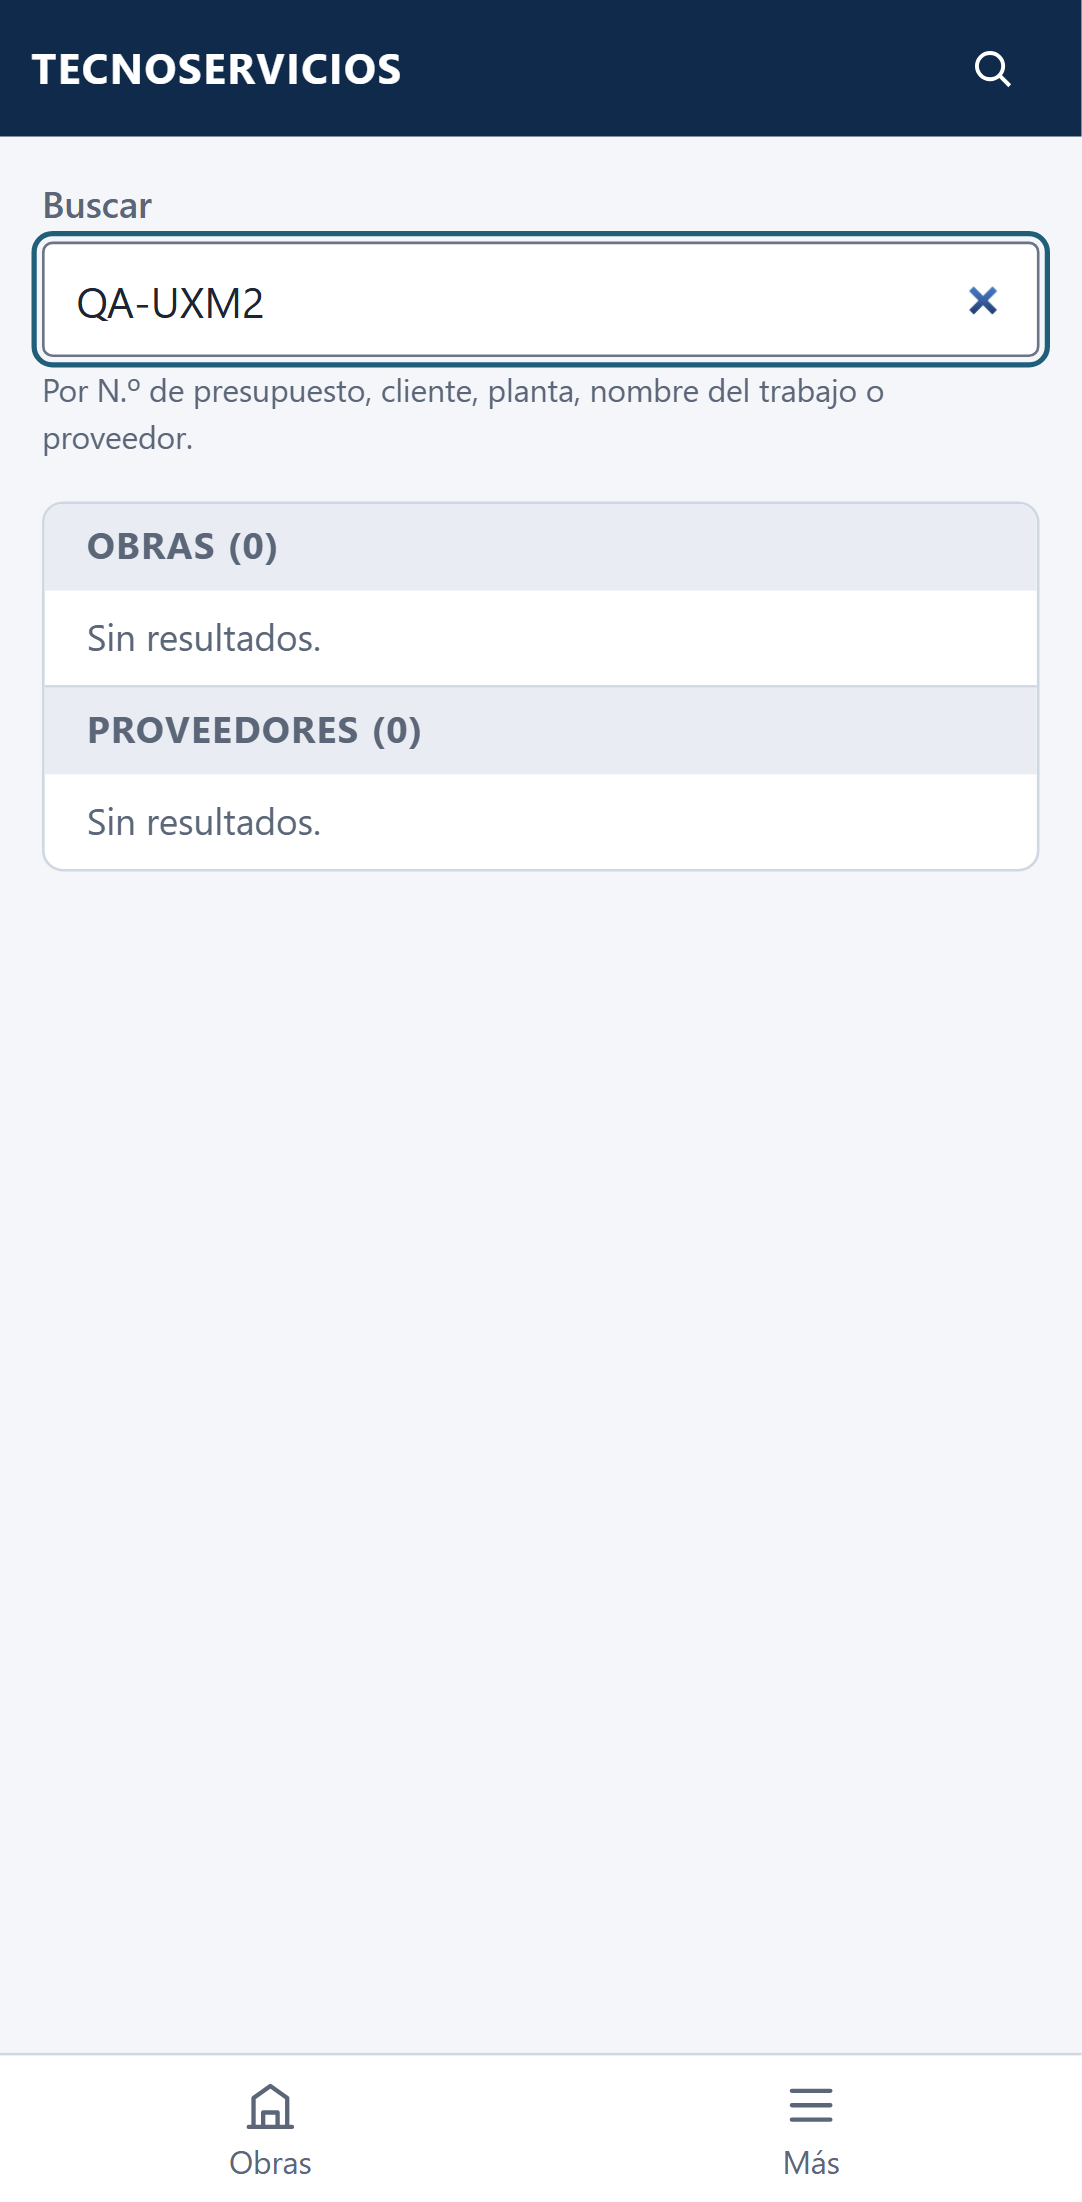 TECNOSERVICIOS
Buscar
QA-UXM2
Por N.º de presupuesto, cliente, planta, nombre del trabajo o
proveedor.
OBRAS (0)
Sin resultados.
PROVEEDORES (0)
Sin resultados.
Obras
Más